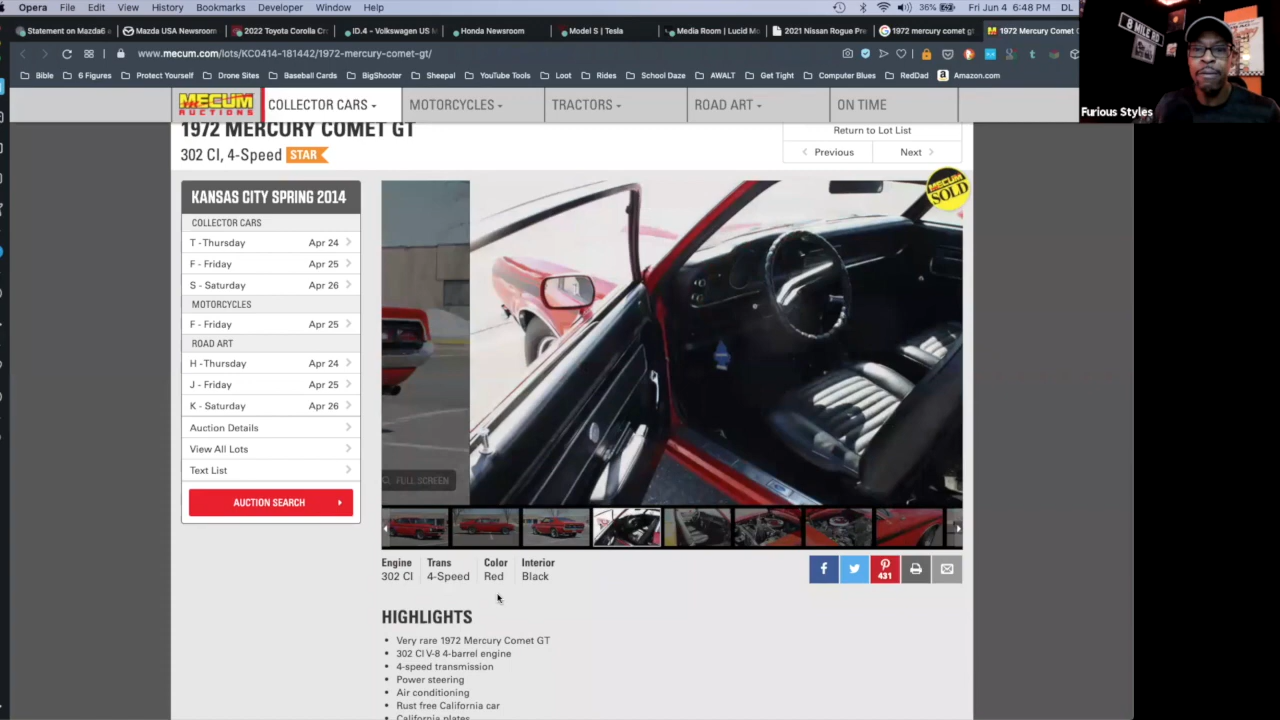 Opera File Edit View History Bookmarks Developer Window Help
36% Fri Jun 4 6:48 PM DL
Statement on Mazda6 a
Mazda USA Newsroom
2022 Toyota Corolla Cro
ID.4 – Volkswagen US M
Honda Newsroom
Model S | Tesla
Media Room | Lucid Mo
2021 Nissan Rogue Pre
1972 mercury comet gt
1972 Mercury Comet
www.mecum.com/lots/KC0414-181442/1972-mercury-comet-gt/
Bible 6 Figures Protect Yourself Drone Sites Baseball Cards BigShooter Sheepal YouTube Tools Loot Rides School Daze AWALT Get Tight Computer Blues RedDad Amazon.com
8 MILE RD
Furious Styles
MECUM AUCTIONS
COLLECTOR CARS MOTORCYCLES TRACTORS ROAD ART ON TIME
1972 MERCURY COMET GT
302 CI, 4-Speed STAR
Return to Lot List
Previous Next
KANSAS CITY SPRING 2014
COLLECTOR CARS
T - Thursday Apr 24
F - Friday Apr 25
S - Saturday Apr 26
MOTORCYCLES
F - Friday Apr 25
ROAD ART
H - Thursday Apr 24
J - Friday Apr 25
K - Saturday Apr 26
Auction Details
View All Lots
Text List
AUCTION SEARCH
MECUM SOLD
FULL SCREEN
Engine Trans Color Interior
302 CI 4-Speed Red Black
431
HIGHLIGHTS
• Very rare 1972 Mercury Comet GT
• 302 CI V-8 4-barrel engine
• 4-speed transmission
• Power steering
• Air conditioning
• Rust free California car
• California plates